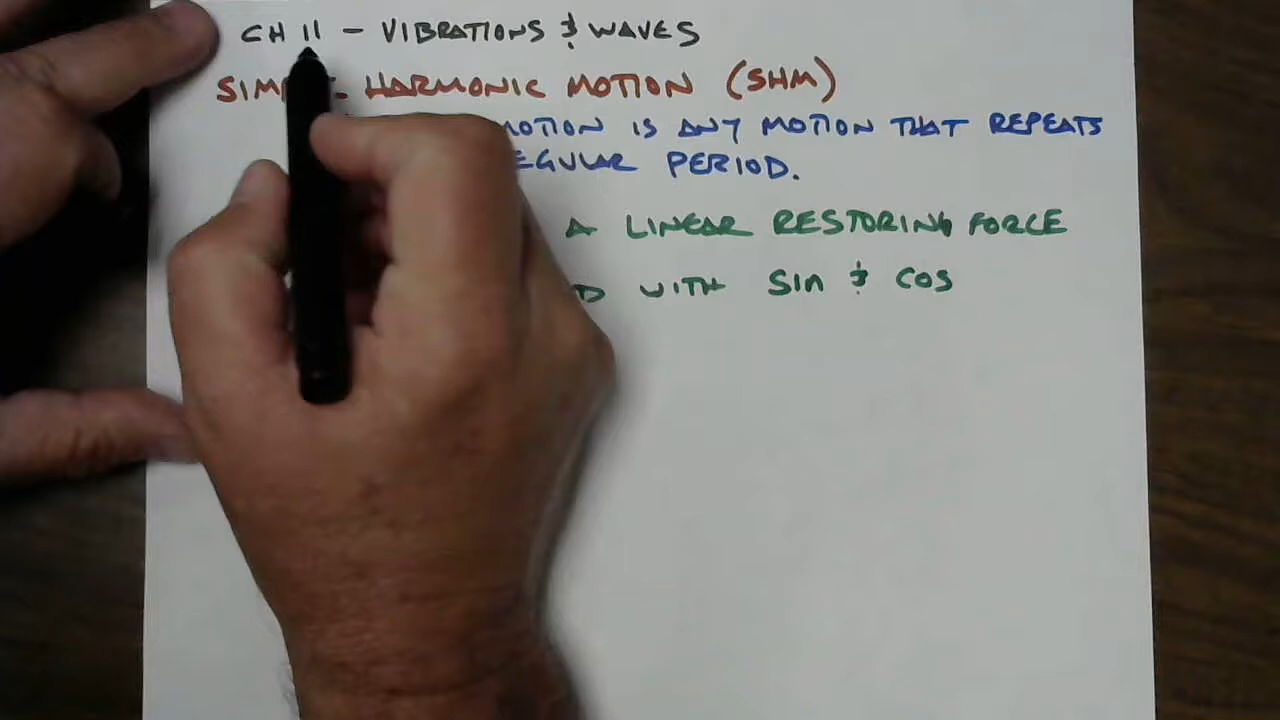 CH 11 - VIBRATIONS & WAVES
HARMONIC MOTION (SHM)
MOTION IS ANY MOTION THAT REPEATS
PERIOD.
A LINEAR RESTORING FORCE
WITH Sin & COS